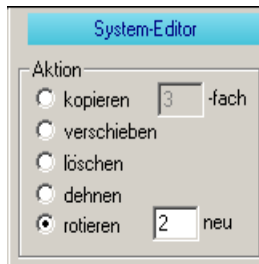 System-Editor
Aktion
kopieren 3 -fach
verschieben
löschen
dehnen
rotieren 2 neu